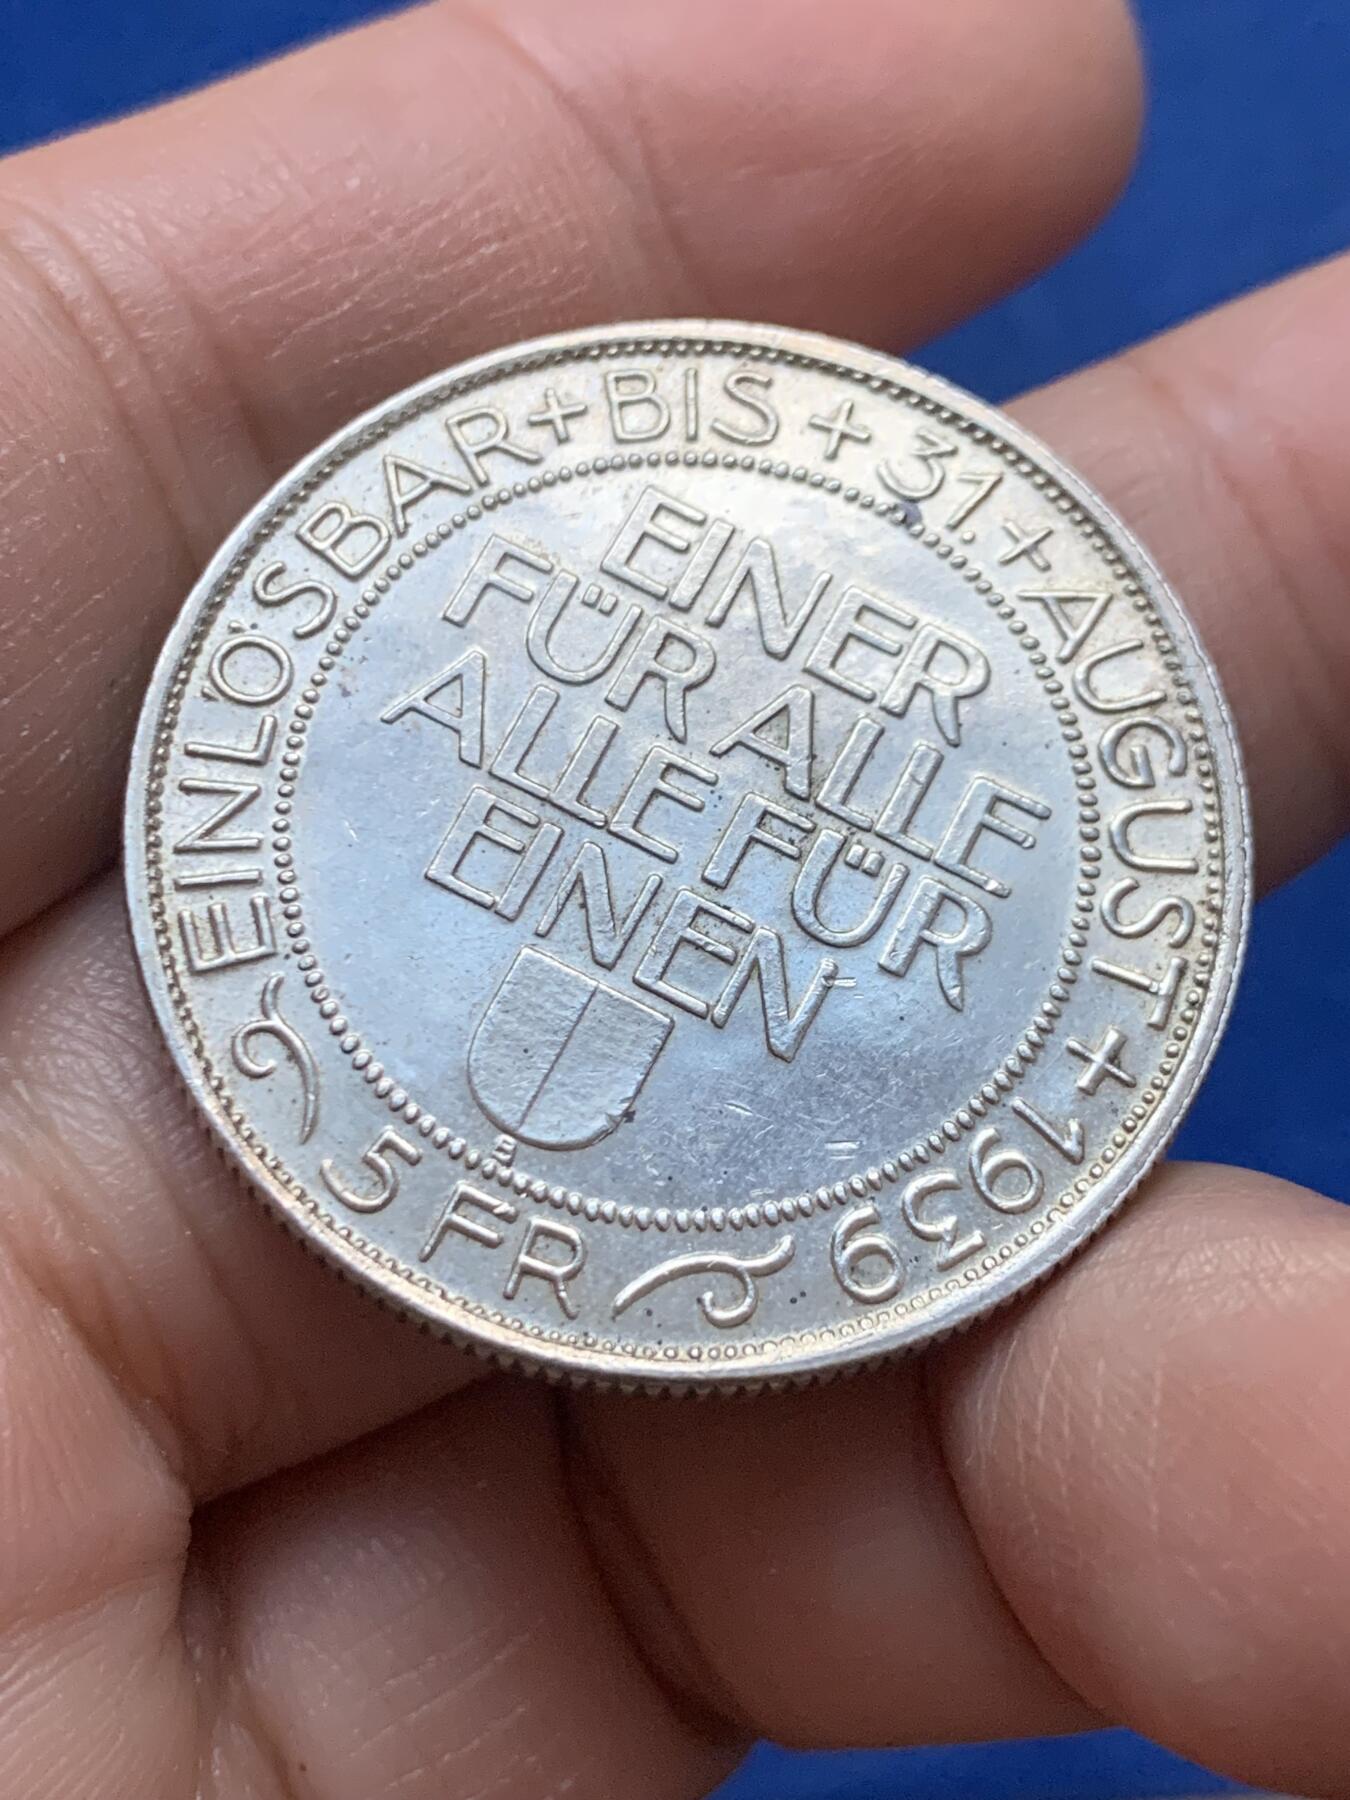 EINLÖSBAR + BIS + 31. + AUGUST + 1939
EINER
FÜR ALLE
ALLE FÜR
EINEN
B
5 FR